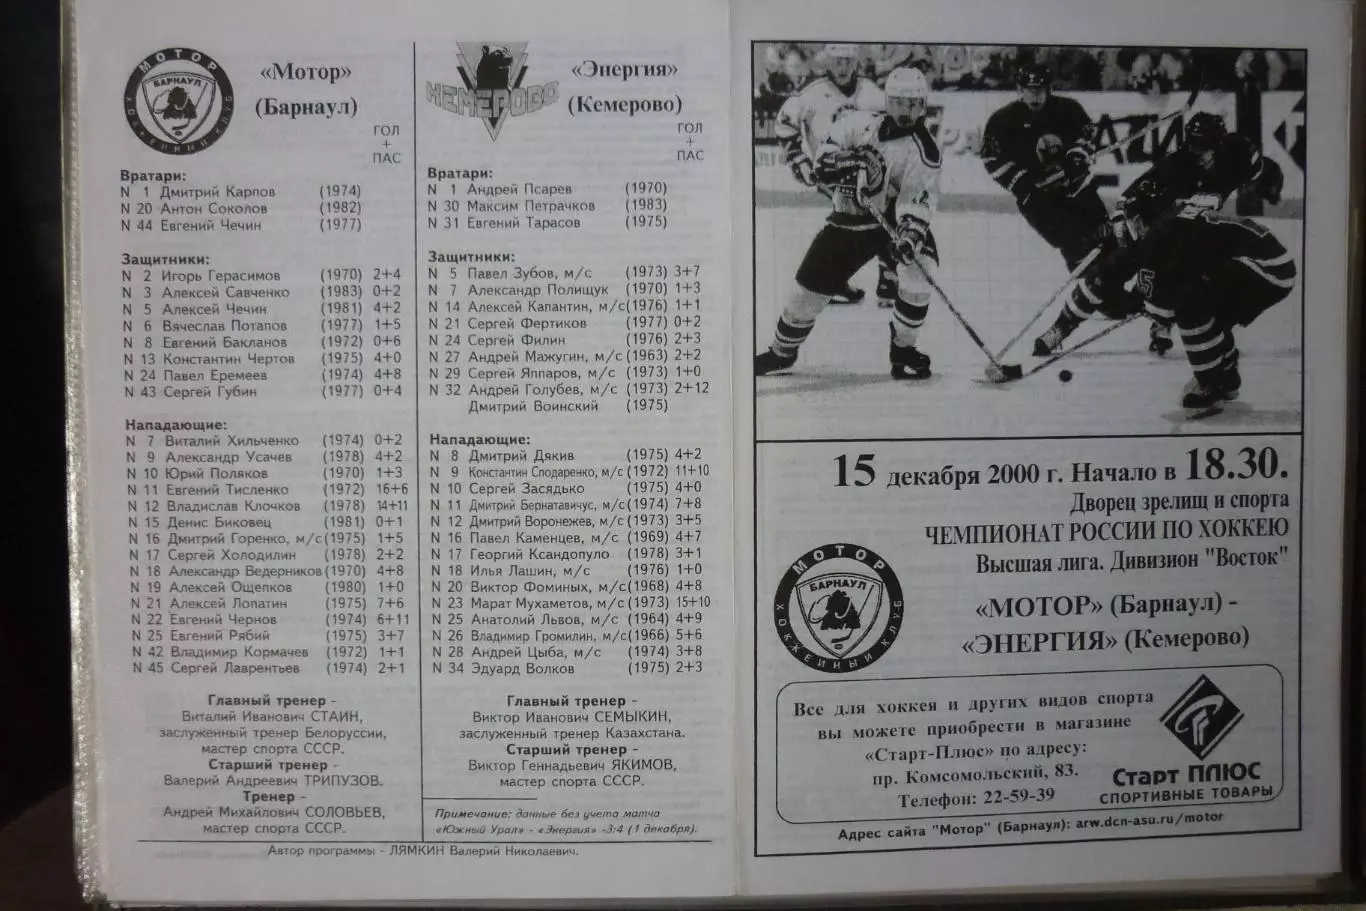 МОТОР
БАРНАУЛ
ХОККЕЙНЫЙ КЛУБ
«Мотор»
(Барнаул)
ГОЛ
+
ПАС
Вратари:
N 1 Дмитрий Карпов (1974)
N 20 Антон Соколов (1982)
N 44 Евгений Чечин (1977)
Защитники:
N 2 Игорь Герасимов (1970) 2+4
N 3 Алексей Савченко (1983) 0+2
N 5 Алексей Чечин (1981) 4+2
N 6 Вячеслав Потапов (1977) 1+5
N 8 Евгений Бакланов (1972) 0+6
N 13 Константин Чертов (1975) 4+0
N 24 Павел Еремеев (1974) 4+8
N 43 Сергей Губин (1977) 0+4
Нападающие:
N 7 Виталий Хильченко (1974) 0+2
N 9 Александр Усачев (1978) 4+2
N 10 Юрий Поляков (1970) 1+3
N 11 Евгений Тисленко (1972) 16+6
N 12 Владислав Клочков (1978) 14+11
N 15 Денис Биковец (1981) 0+1
N 16 Дмитрий Горенко, м/с (1975) 1+5
N 17 Сергей Холодилин (1978) 2+2
N 18 Александр Ведерников (1970) 4+8
N 19 Алексей Ощепков (1980) 1+0
N 21 Алексей Лопатин (1975) 7+6
N 22 Евгений Чернов (1974) 6+11
N 25 Евгений Рябий (1975) 3+7
N 42 Владимир Кормачев (1972) 1+1
N 45 Сергей Лаврентьев (1974) 2+1
Главный тренер -
Виталий Иванович СТАИН,
заслуженный тренер Белоруссии,
мастер спорта СССР.
Старший тренер -
Валерий Андреевич ТРИПУЗОВ.
Тренер -
Андрей Михайлович СОЛОВЬЕВ,
мастер спорта СССР.
КЕМЕРОВО
«Энергия»
(Кемерово)
ГОЛ
+
ПАС
Вратари:
N 1 Андрей Псарев (1970)
N 30 Максим Петрачков (1983)
N 31 Евгений Тарасов (1975)
Защитники:
N 5 Павел Зубов, м/с (1973) 3+7
N 7 Александр Полищук (1970) 1+3
N 14 Алексей Капантин, м/с (1976) 1+1
N 21 Сергей Фертиков (1977) 0+2
N 24 Сергей Филин (1976) 2+3
N 27 Андрей Мажугин, м/с (1963) 2+2
N 29 Сергей Яппаров, м/с (1973) 1+0
N 32 Андрей Голубев, м/с (1973) 2+12
Дмитрий Воинский (1975)
Нападающие:
N 8 Дмитрий Дякив (1975) 4+2
N 9 Константин Сподаренко, м/с (1972) 11+10
N 10 Сергей Засядько (1975) 4+0
N 11 Дмитрий Бернатавичус, м/с (1974) 7+8
N 12 Дмитрий Воронежев, м/с (1973) 3+5
N 16 Павел Каменцев, м/с (1969) 4+7
N 17 Георгий Ксандопуло (1978) 3+1
N 18 Илья Лашин, м/с (1976) 1+0
N 20 Виктор Фоминых, м/с (1968) 4+8
N 23 Марат Мухаметов, м/с (1973) 15+10
N 25 Анатолий Львов, м/с (1964) 4+9
N 26 Владимир Громилин, м/с (1966) 5+6
N 28 Андрей Цыба, м/с (1974) 3+8
N 34 Эдуард Волков (1975) 2+3
Главный тренер -
Виктор Иванович СЕМЫКИН,
заслуженный тренер Казахстана.
Старший тренер -
Виктор Геннадьевич ЯКИМОВ,
мастер спорта СССР.
Примечание: данные без учета матча
«Южный Урал» - «Энергия» -3:4 (1 декабря).
Автор программы - ЛЯМКИН Валерий Николаевич.
15 декабря 2000 г. Начало в 18.30.
Дворец зрелищ и спорта
ЧЕМПИОНАТ РОССИИ ПО ХОККЕЮ
Высшая лига. Дивизион "Восток"
МОТОР
БАРНАУЛ
ХОККЕЙНЫЙ КЛУБ
«МОТОР» (Барнаул) -
«ЭНЕРГИЯ» (Кемерово)
Все для хоккея и других видов спорта
вы можете приобрести в магазине
«Старт-Плюс» по адресу:
пр. Комсомольский, 83.
Телефон: 22-59-39
Старт ПЛЮС
СПОРТИВНЫЕ ТОВАРЫ
Адрес сайта "Мотор" (Барнаул): arw.dcn-asu.ru/motor